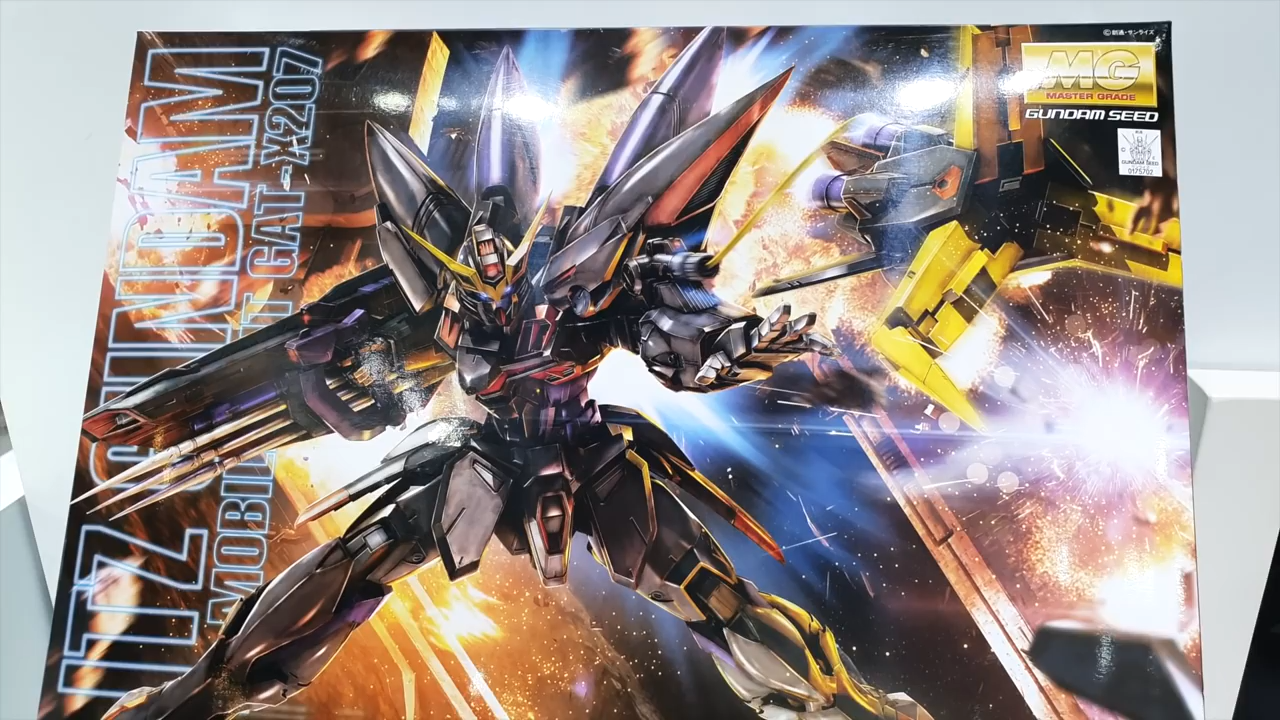 ©創通・サンライズ
MG
MASTER GRADE
GUNDAM SEED
GUNDAM SEED
0175702
ITZ GUNDAM
MOBIL IT GAT-X207